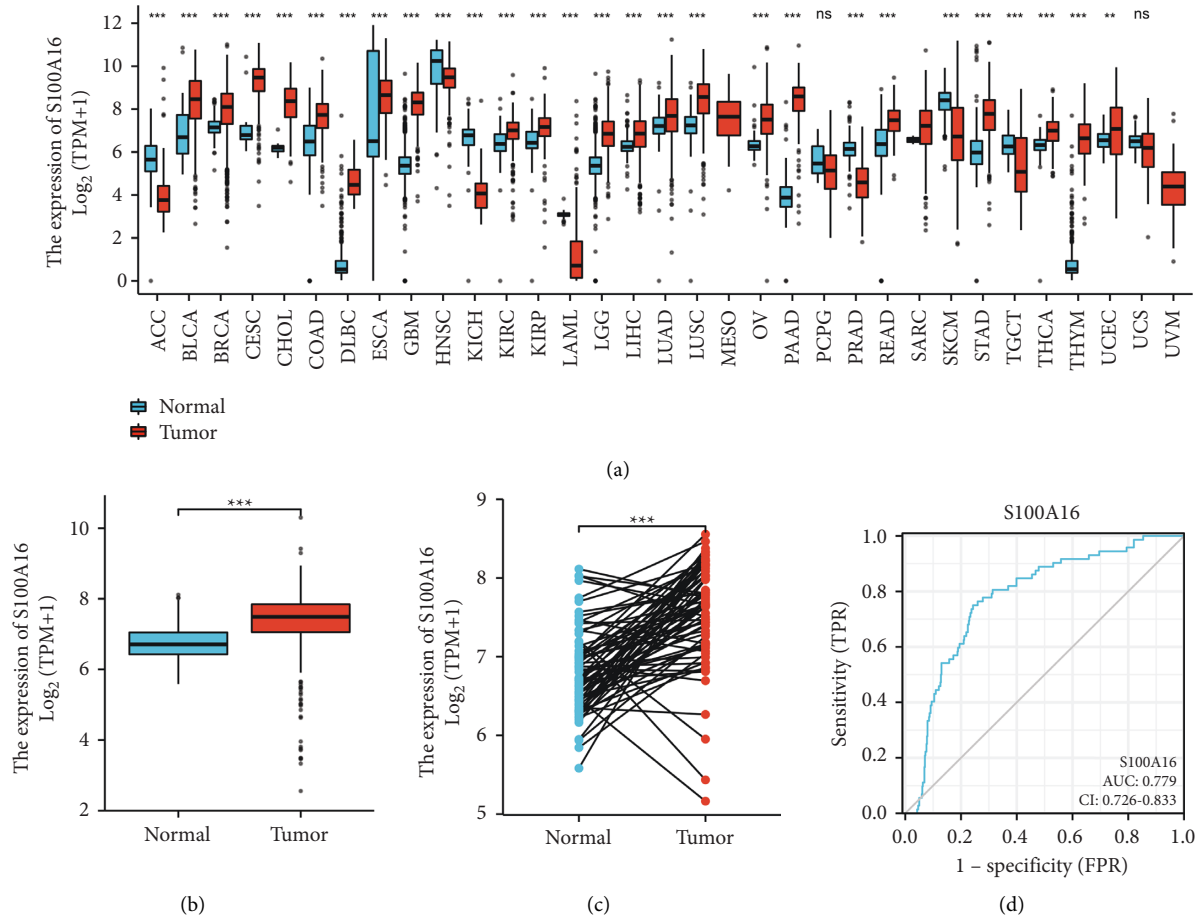 (a)
*** *** *** *** *** *** *** *** *** *** *** *** *** *** *** *** *** *** *** *** ns *** *** *** *** *** *** *** ** ns
The expression of S100A16
Log₂ (TPM+1)
12
10
8
6
4
2
0
ACC BLCA BRCA CESC CHOL COAD DLBC ESCA GBM HNSC KICH KIRC KIRP LAML LGG LIHC LUAD LUSC MESO OV PAAD PCPG PRAD READ SARC SKCM STAD TGCT THCA THYM UCEC UCS UVM
Normal
Tumor
The expression of S100A16
Log₂ (TPM+1)
10
8
6
4
2
***
Normal Tumor
(b)
The expression of S100A16
Log₂ (TPM+1)
9
8
7
6
5
***
Normal Tumor
(c)
S100A16
Sensitivity (TPR)
1.0
0.8
0.6
0.4
0.2
0.0
S100A16
AUC: 0.779
CI: 0.726-0.833
0.0 0.2 0.4 0.6 0.8 1.0
1 – specificity (FPR)
(d)